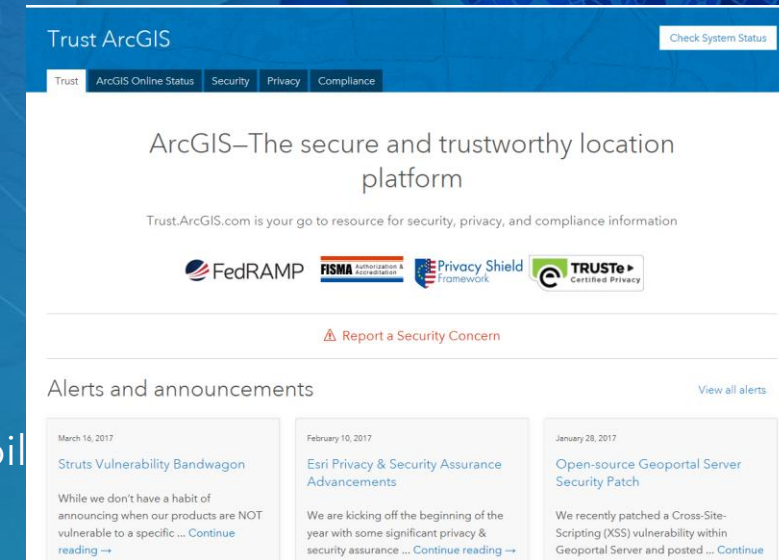 Trust ArcGIS
Check System Status
Trust ArcGIS Online Status Security Privacy Compliance
ArcGIS—The secure and trustworthy location
platform
Trust.ArcGIS.com is your go to resource for security, privacy, and compliance information
FedRAMP
FISMA Authorization &
Accreditation
Privacy Shield
Framework
TRUSTe
Certified Privacy
Report a Security Concern
Alerts and announcements
View all alerts
March 16, 2017
Struts Vulnerability Bandwagon
While we don't have a habit of
announcing when our products are NOT
vulnerable to a specific ... Continue
reading →
February 10, 2017
Esri Privacy & Security Assurance
Advancements
We are kicking off the beginning of the
year with some significant privacy &
security assurance ... Continue reading →
January 28, 2017
Open-source Geoportal Server
Security Patch
We recently patched a Cross-Site-
Scripting (XSS) vulnerability within
Geoportal Server and posted ... Continue